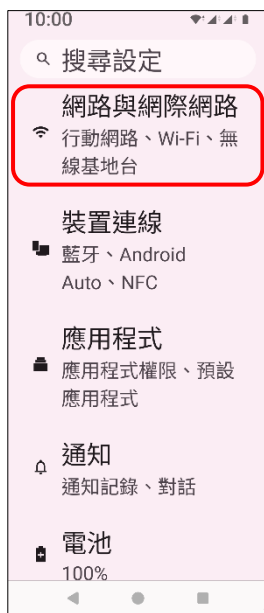 10:00
搜尋設定
網路與網際網路
行動網路、Wi-Fi、無
線基地台
裝置連線
藍牙、Android
Auto、NFC
應用程式
應用程式權限、預設
應用程式
通知
通知記錄、對話
電池
100%